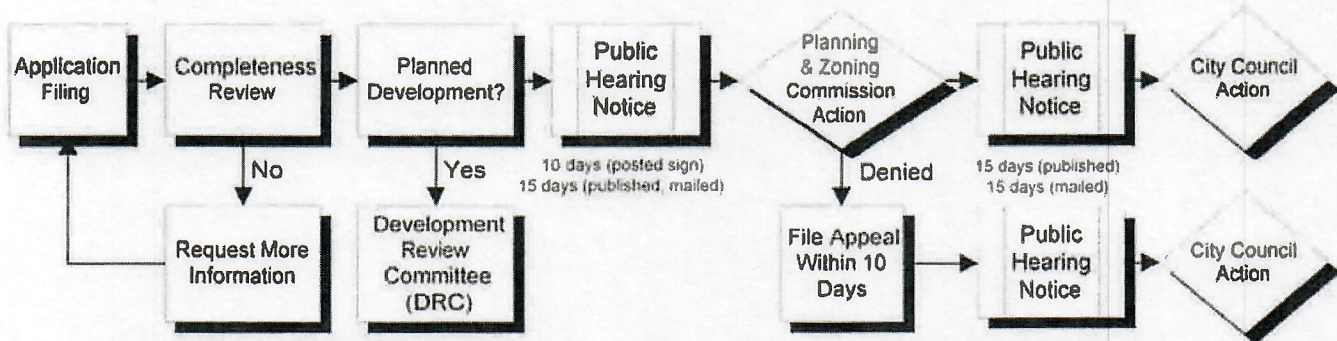 Application
Filing
Completeness
Review
Planned
Development?
Public
Hearing
Notice
Planning
& Zoning
Commission
Action
Public
Hearing
Notice
City Council
Action
No
Yes
10 days (posted sign)
15 days (published, mailed)
Denied
15 days (published)
15 days (mailed)
Request More
Information
Development
Review
Committee
(DRC)
File Appeal
Within 10
Days
Public
Hearing
Notice
City Council
Action